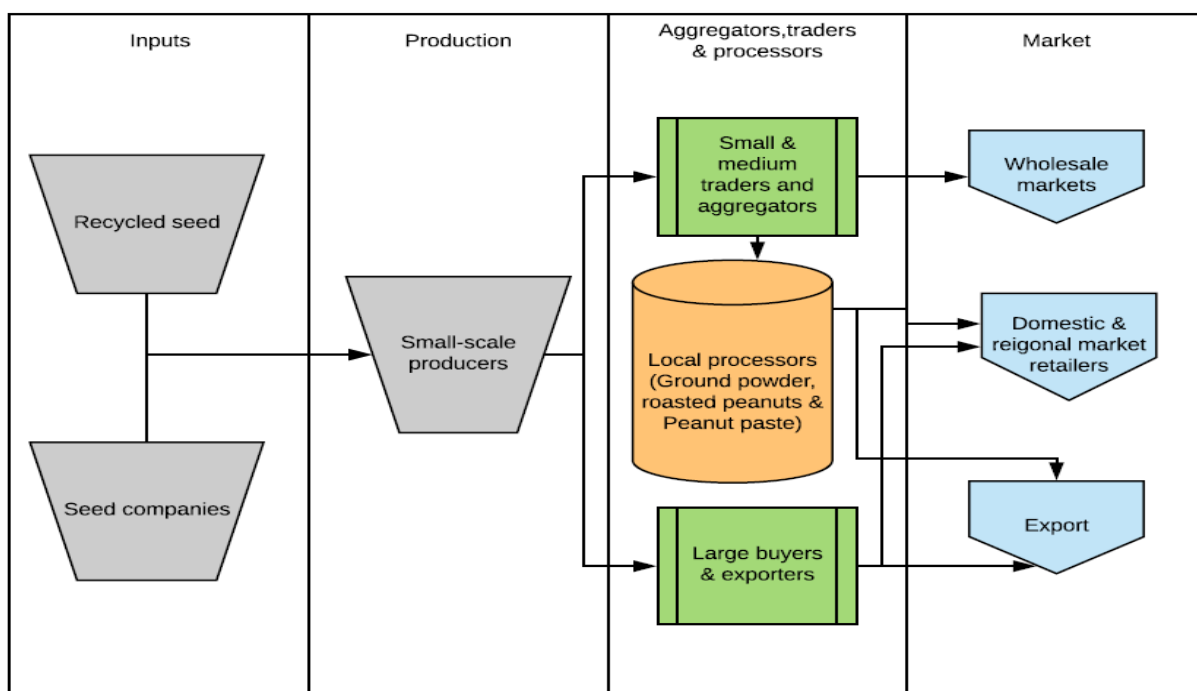 Inputs
Production
Aggregators,traders
& processors
Market
Recycled seed
Seed companies
Small-scale
producers
Small &
medium
traders and
aggregators
Local processors
(Ground powder,
roasted peanuts &
Peanut paste)
Large buyers
& exporters
Wholesale
markets
Domestic &
reigonal market
retailers
Export